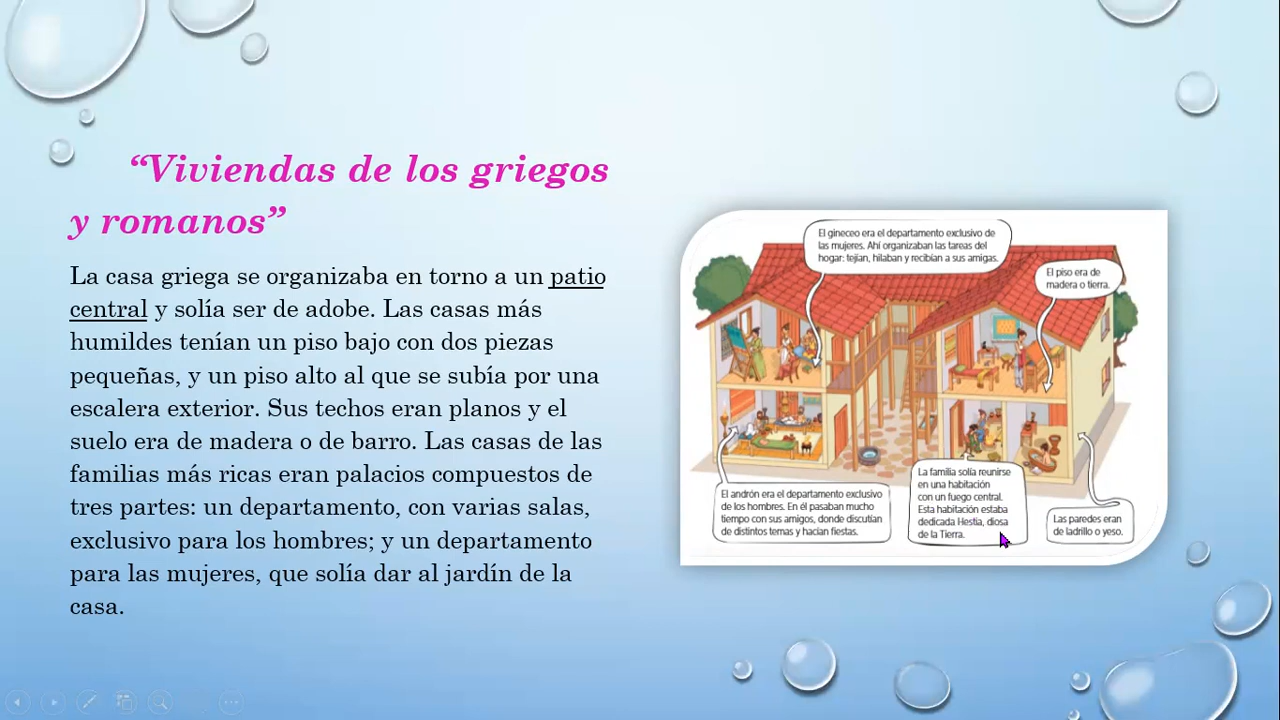 “Viviendas de los griegos
y romanos”
La casa griega se organizaba en torno a un patio
central y solía ser de adobe. Las casas más
humildes tenían un piso bajo con dos piezas
pequeñas, y un piso alto al que se subía por una
escalera exterior. Sus techos eran planos y el
suelo era de madera o de barro. Las casas de las
familias más ricas eran palacios compuestos de
tres partes: un departamento, con varias salas,
exclusivo para los hombres; y un departamento
para las mujeres, que solía dar al jardín de la
casa.
El gineceo era el departamento exclusivo de
las mujeres. Ahí organizaban las tareas del
hogar: tejían, hilaban y recibían a sus amigas.
El piso era de
madera o tierra.
El andrón era el departamento exclusivo
de los hombres. En él pasaban mucho
tiempo con sus amigos, donde discutían
de distintos temas y hacían fiestas.
La familia solía reunirse
en una habitación
con un fuego central.
Esta habitación estaba
dedicada Hestia, diosa
de la Tierra.
Las paredes eran
de ladrillo o yeso.